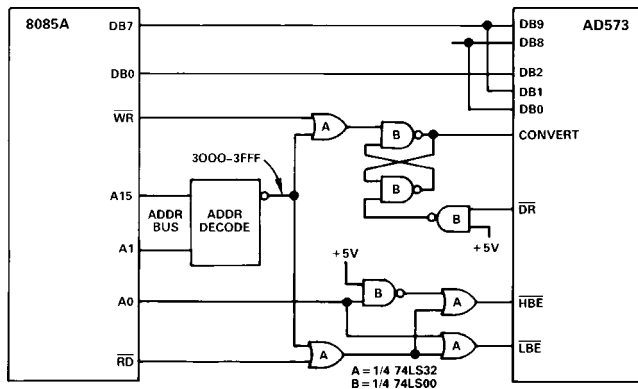 8085A
DB7
DB0
WR
A15
ADDR
BUS
A1
A0
RD
ADDR
DECODE
3000-3FFF
A
B
B
B
+5V
+5V
B
A
A
A
A = 1/4 74LS32
B = 1/4 74LS00
AD573
DB9
DB8
DB2
DB1
DB0
CONVERT
DR
HBE
LBE